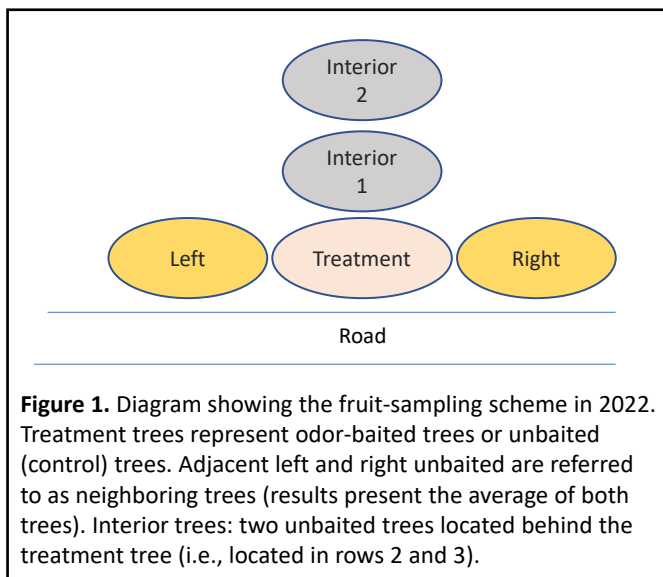 Interior
2
Interior
1
Left
Treatment
Right
Road
Figure 1. Diagram showing the fruit-sampling scheme in 2022.
Treatment trees represent odor-baited trees or unbaited
(control) trees. Adjacent left and right unbaited are referred
to as neighboring trees (results present the average of both
trees). Interior trees: two unbaited trees located behind the
treatment tree (i.e., located in rows 2 and 3).